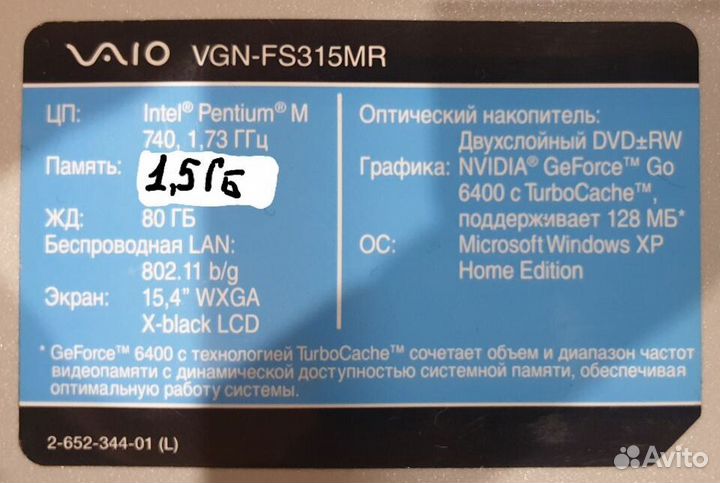 VAIO VGN-FS315MR
ЦП: Intel® Pentium® M
740, 1,73 ГГц
Память: 1,5 Гб
ЖД: 80 ГБ
Беспроводная LAN:
802.11 b/g
Экран: 15,4" WXGA
X-black LCD
Оптический накопитель:
Двухслойный DVD±RW
Графика: NVIDIA® GeForce™ Go
6400 с TurboCache™,
поддерживает 128 МБ*
ОС: Microsoft Windows XP
Home Edition
* GeForce™ 6400 с технологией TurboCache™ сочетает объем и диапазон частот
видеопамяти с динамической доступностью системной памяти, обеспечивая
оптимальную работу системы.
2-652-344-01 (L)
Avito